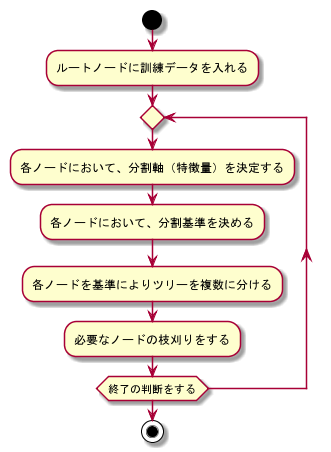 ルートノードに訓練データを入れる
各ノードにおいて、分割軸（特徴量）を決定する
各ノードにおいて、分割基準を決める
各ノードを基準によりツリーを複数に分ける
必要なノードの枝刈りをする
終了の判断をする